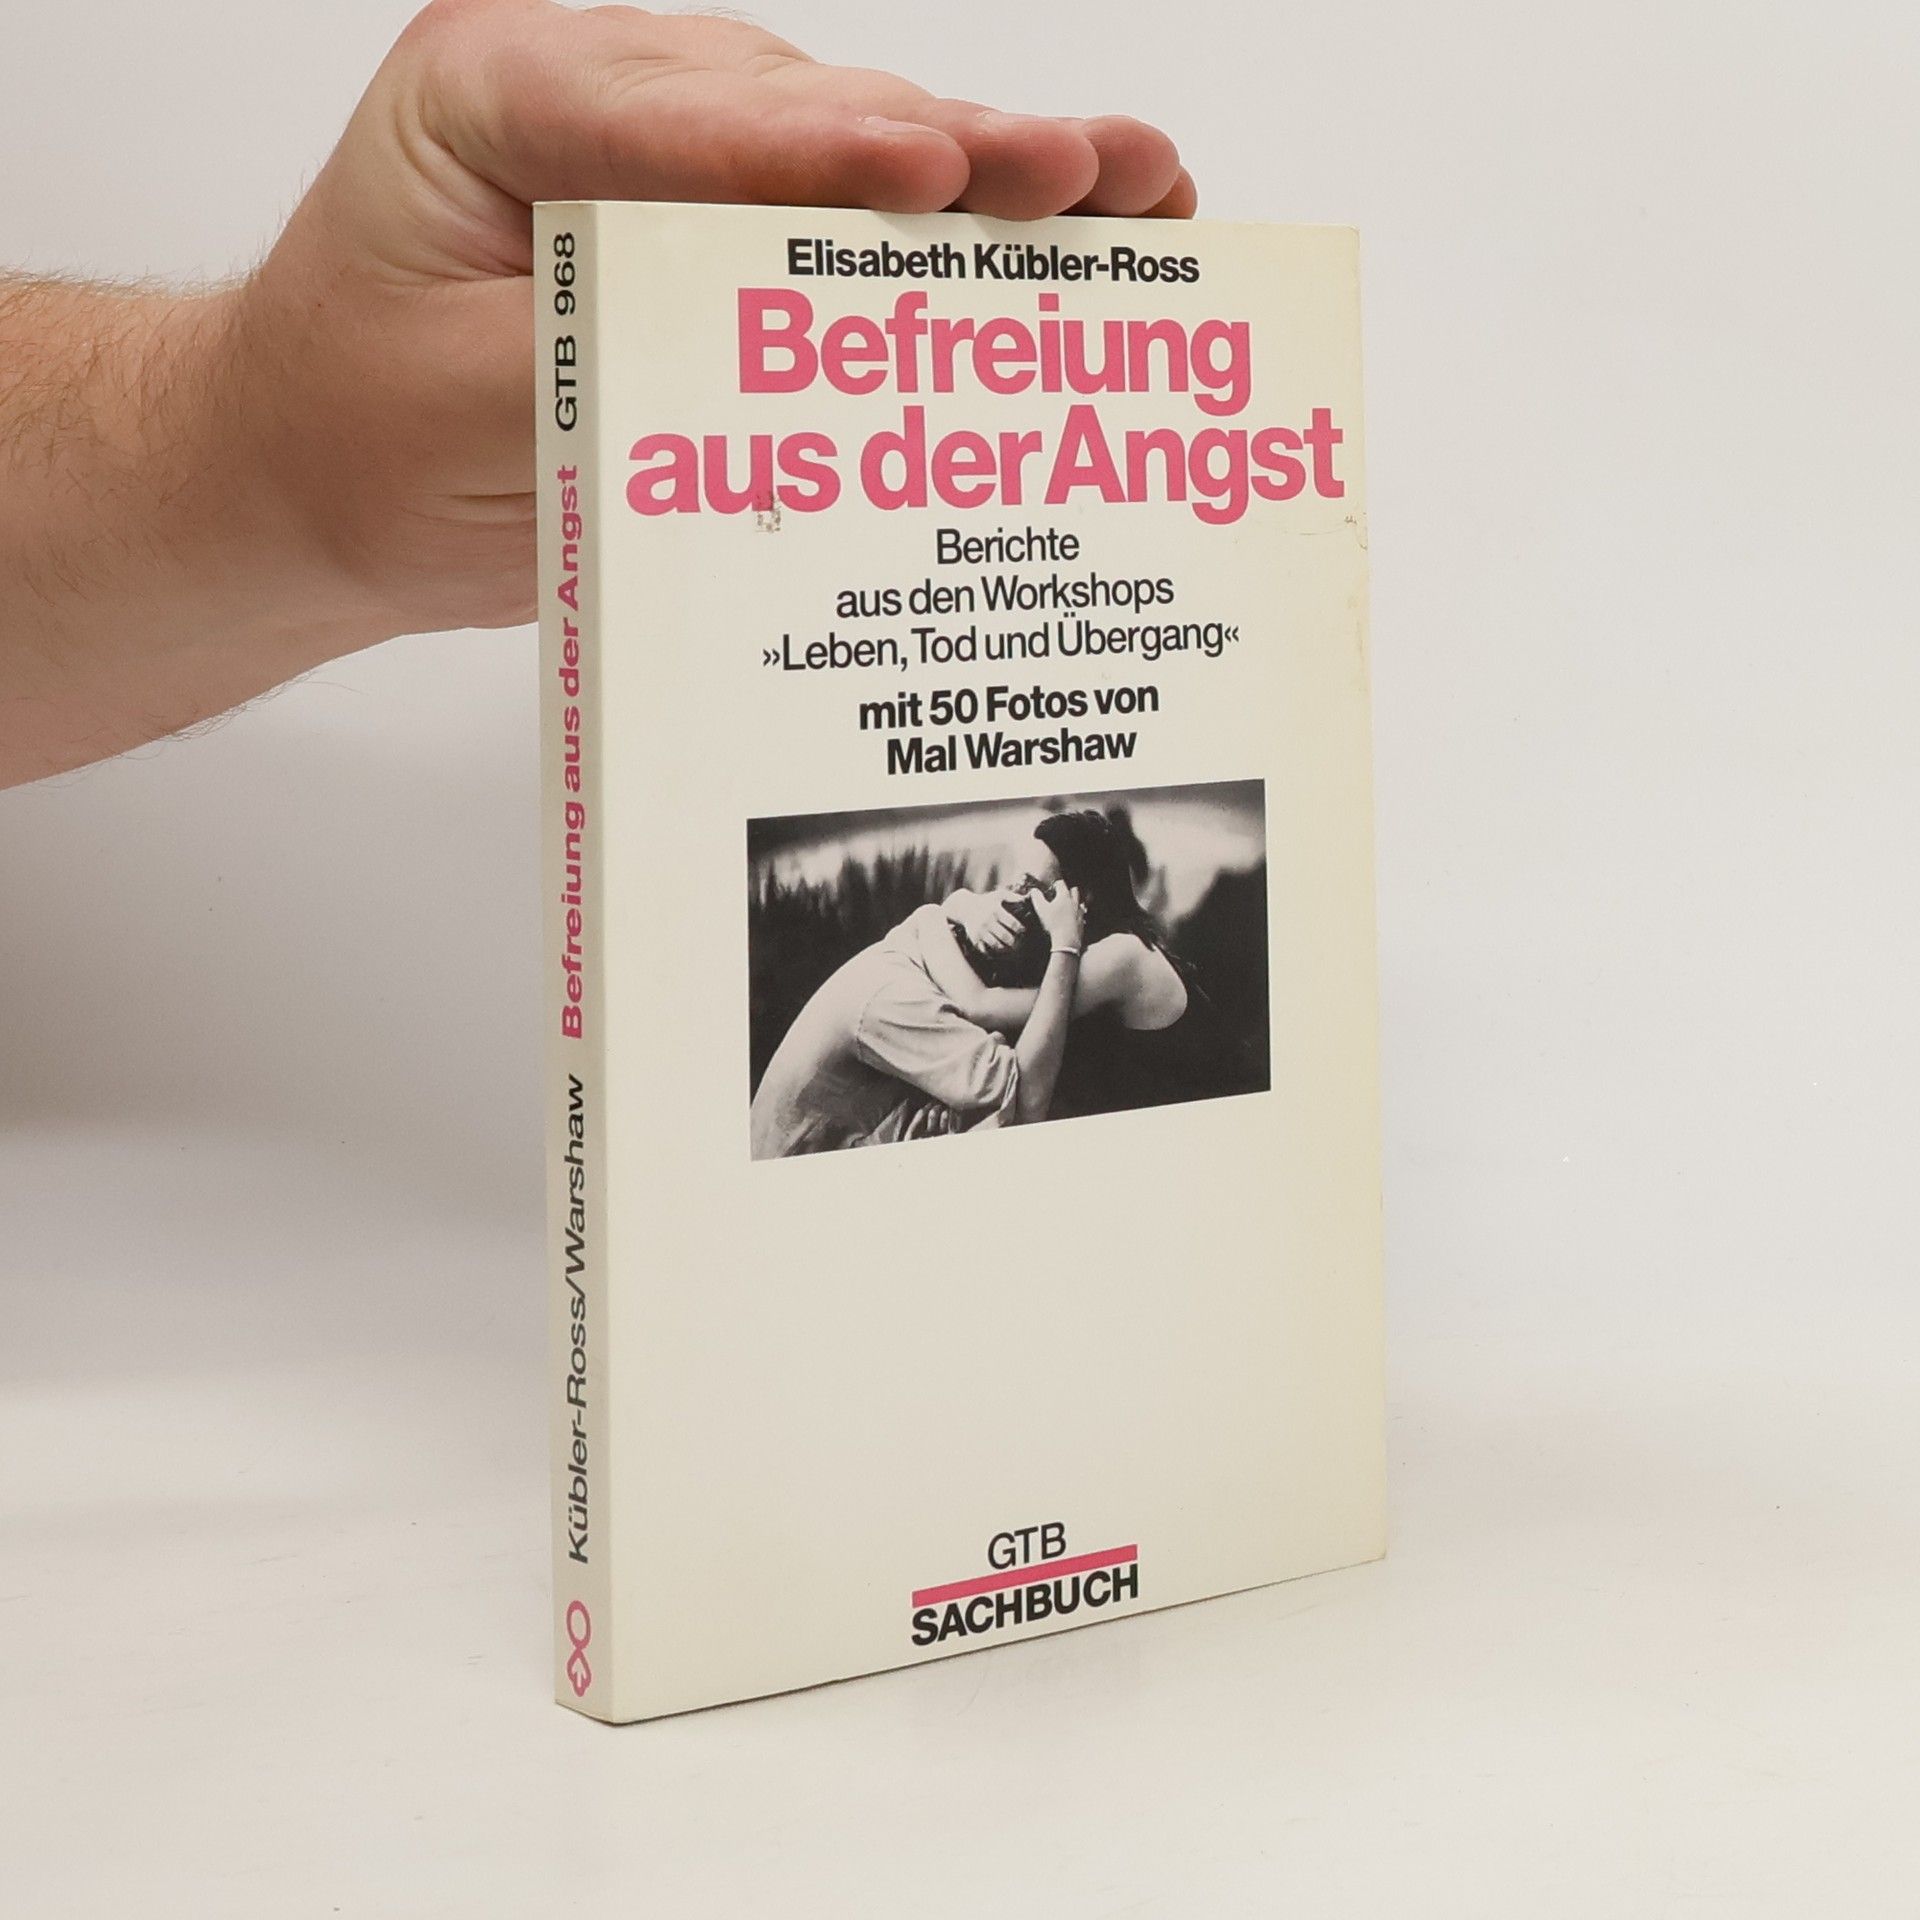 Elisabeth Kübler-Ross
Befreiung
aus der Angst
Berichte
aus den Workshops
»Leben, Tod und Übergang«
mit 50 Fotos von
Mal Warshaw
GTB
SACHBUCH
Kübler-Ross/Warshaw Befreiung aus der Angst GTB 968